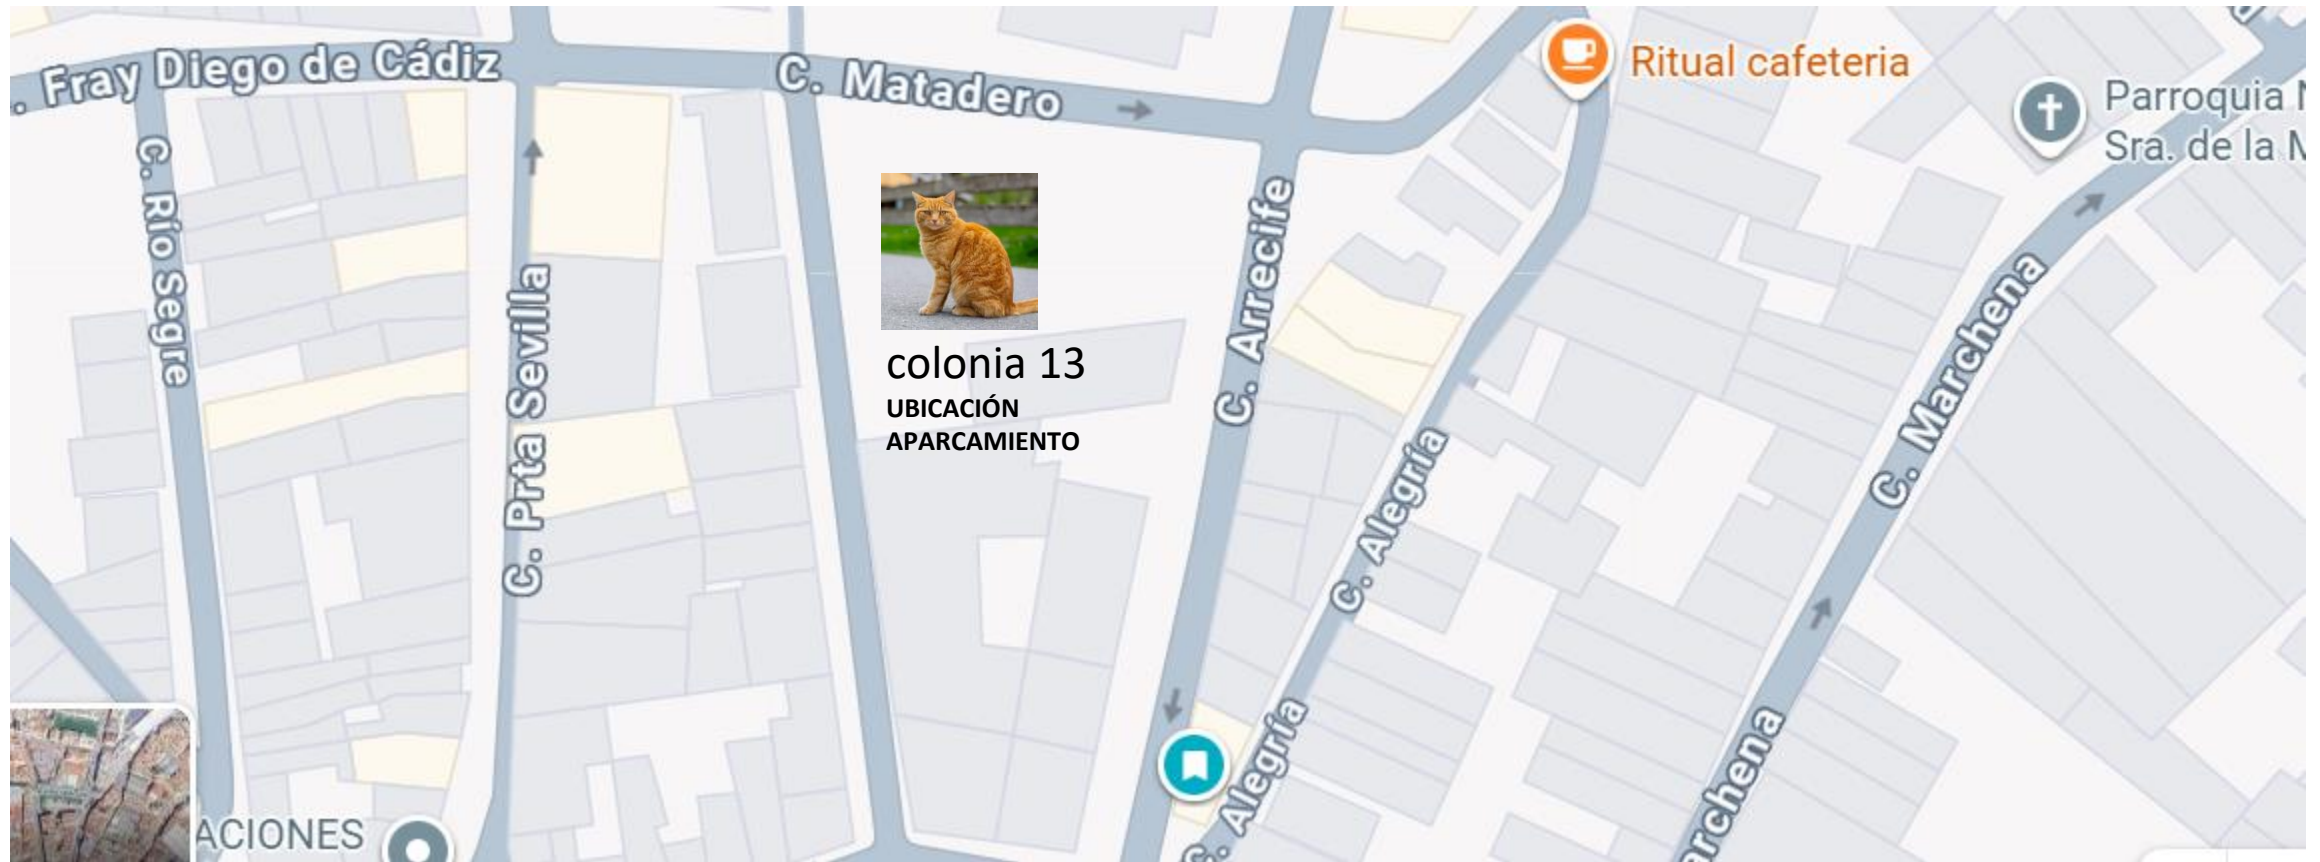 . Fray Diego de Cádiz
C. Matadero
Ritual cafeteria
Parroquia
Sra. de la
C. Río Segre
C. Prta Sevilla
C. Arrecife
colonia 13
UBICACIÓN
APARCAMIENTO
C. Marchena
C. Alegría
C. Alegría
archena
ACIONES